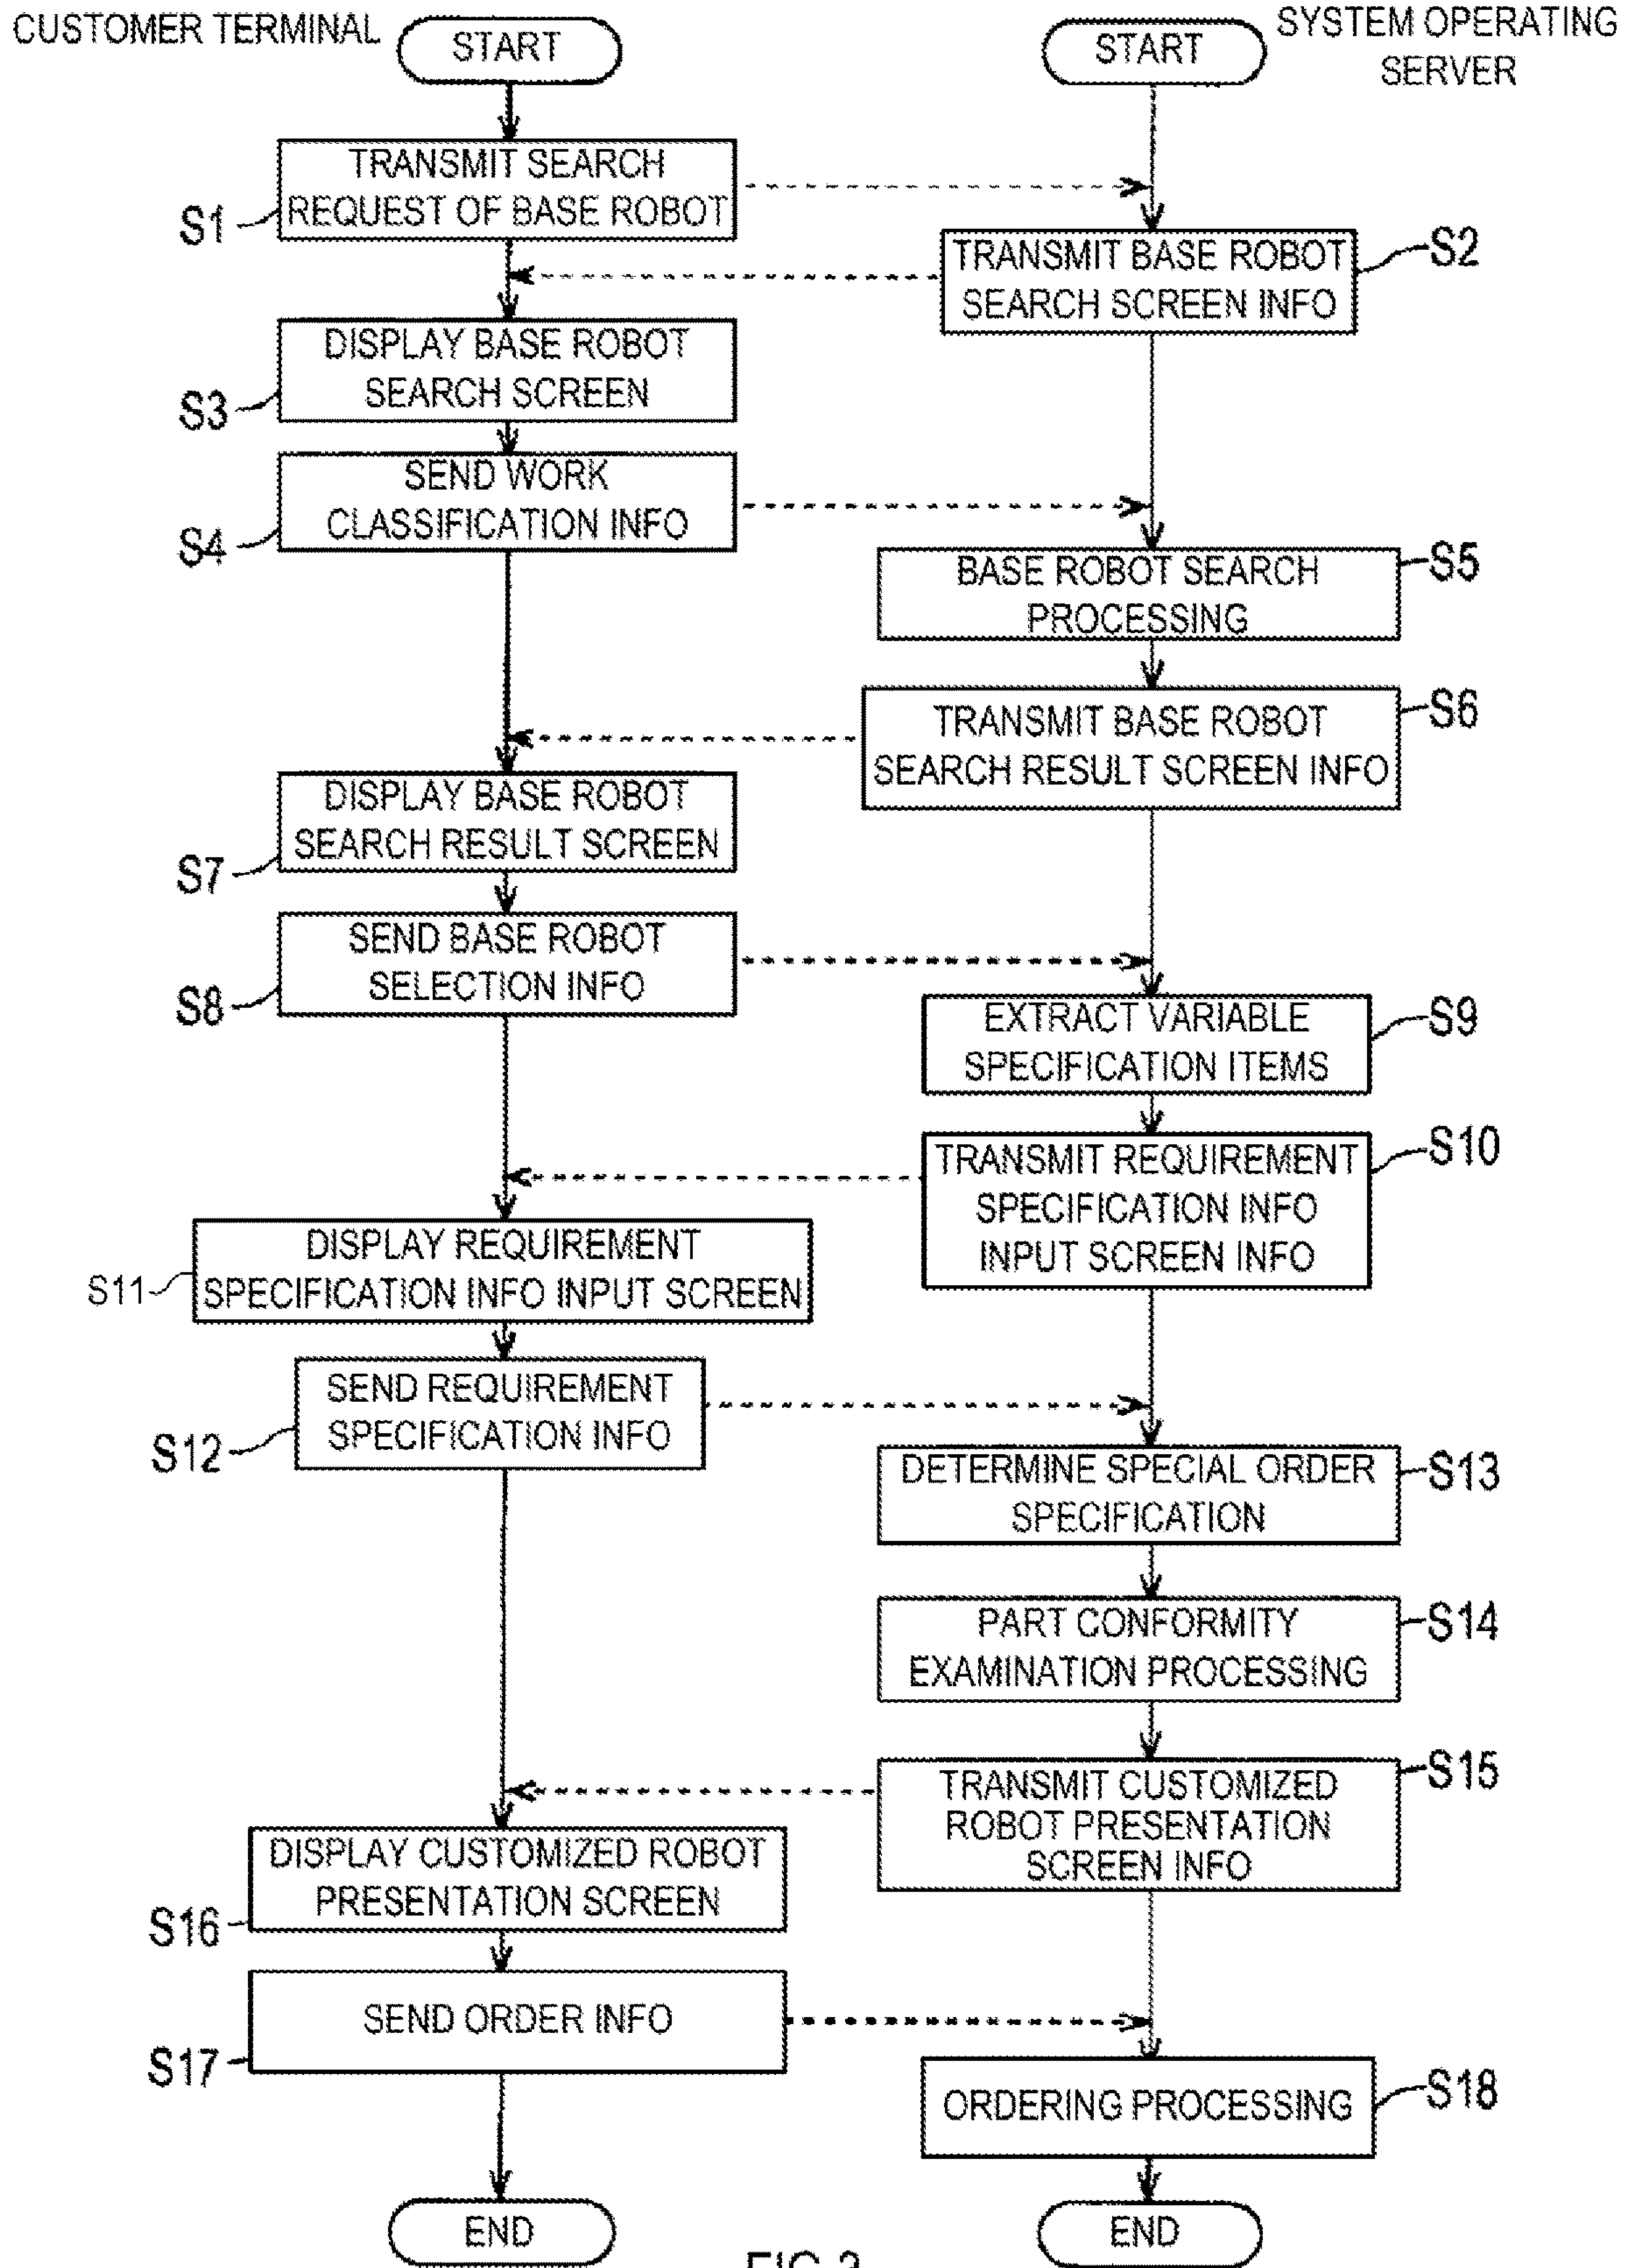 CUSTOMER TERMINAL
START
START
SYSTEM OPERATING
SERVER
TRANSMIT SEARCH
REQUEST OF BASE ROBOT
S1
TRANSMIT BASE ROBOT
SEARCH SCREEN INFO
S2
DISPLAY BASE ROBOT
SEARCH SCREEN
S3
SEND WORK
CLASSIFICATION INFO
S4
BASE ROBOT SEARCH
PROCESSING
S5
TRANSMIT BASE ROBOT
SEARCH RESULT SCREEN INFO
S6
DISPLAY BASE ROBOT
SEARCH RESULT SCREEN
S7
SEND BASE ROBOT
SELECTION INFO
S8
EXTRACT VARIABLE
SPECIFICATION ITEMS
S9
TRANSMIT REQUIREMENT
SPECIFICATION INFO
INPUT SCREEN INFO
S10
DISPLAY REQUIREMENT
SPECIFICATION INFO INPUT SCREEN
S11
SEND REQUIREMENT
SPECIFICATION INFO
S12
DETERMINE SPECIAL ORDER
SPECIFICATION
S13
PART CONFORMITY
EXAMINATION PROCESSING
S14
TRANSMIT CUSTOMIZED
ROBOT PRESENTATION
SCREEN INFO
S15
DISPLAY CUSTOMIZED ROBOT
PRESENTATION SCREEN
S16
SEND ORDER INFO
S17
ORDERING PROCESSING
S18
END
END